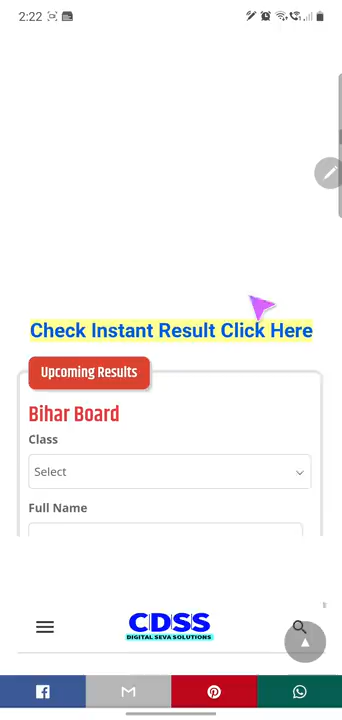 2:22
Check Instant Result Click Here
Upcoming Results
Bihar Board
Class
Select
Full Name
CDSS
DIGITAL SEVA SOLUTIONS